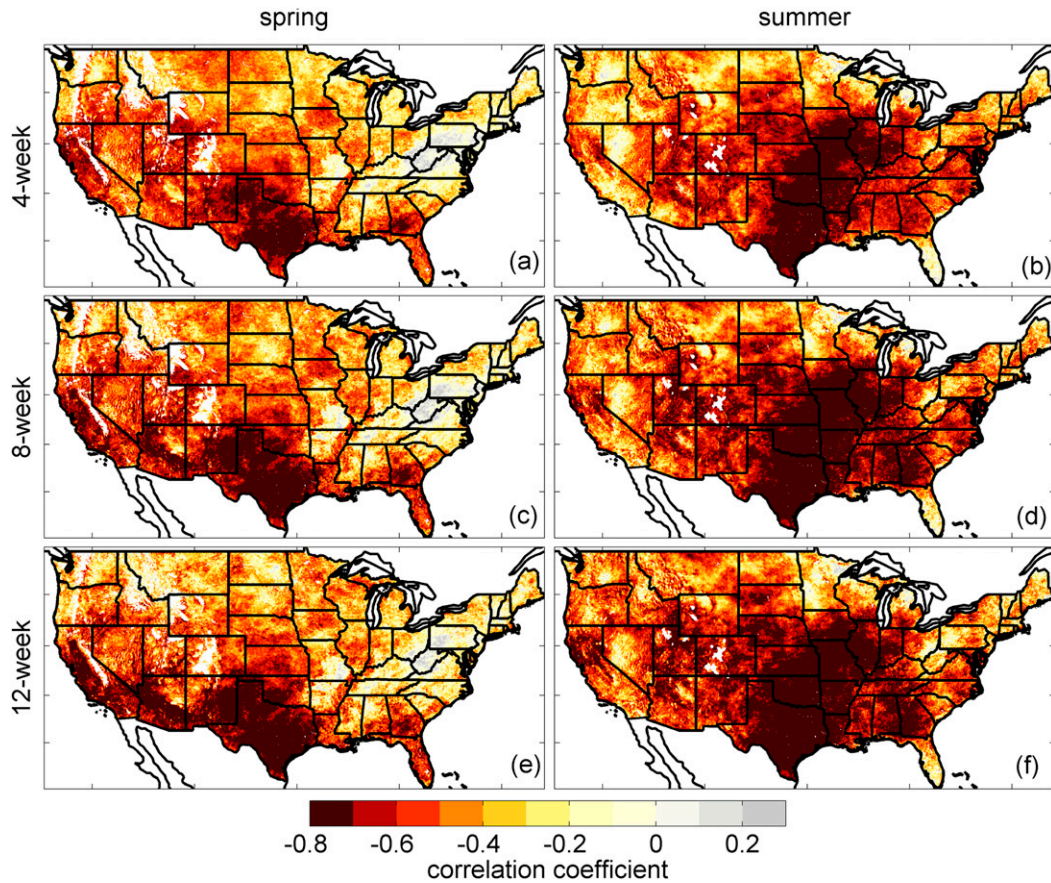 spring summer
4-week
(a) (b)
8-week
(c) (d)
12-week
(e) (f)
-0.8 -0.6 -0.4 -0.2 0 0.2
correlation coefficient